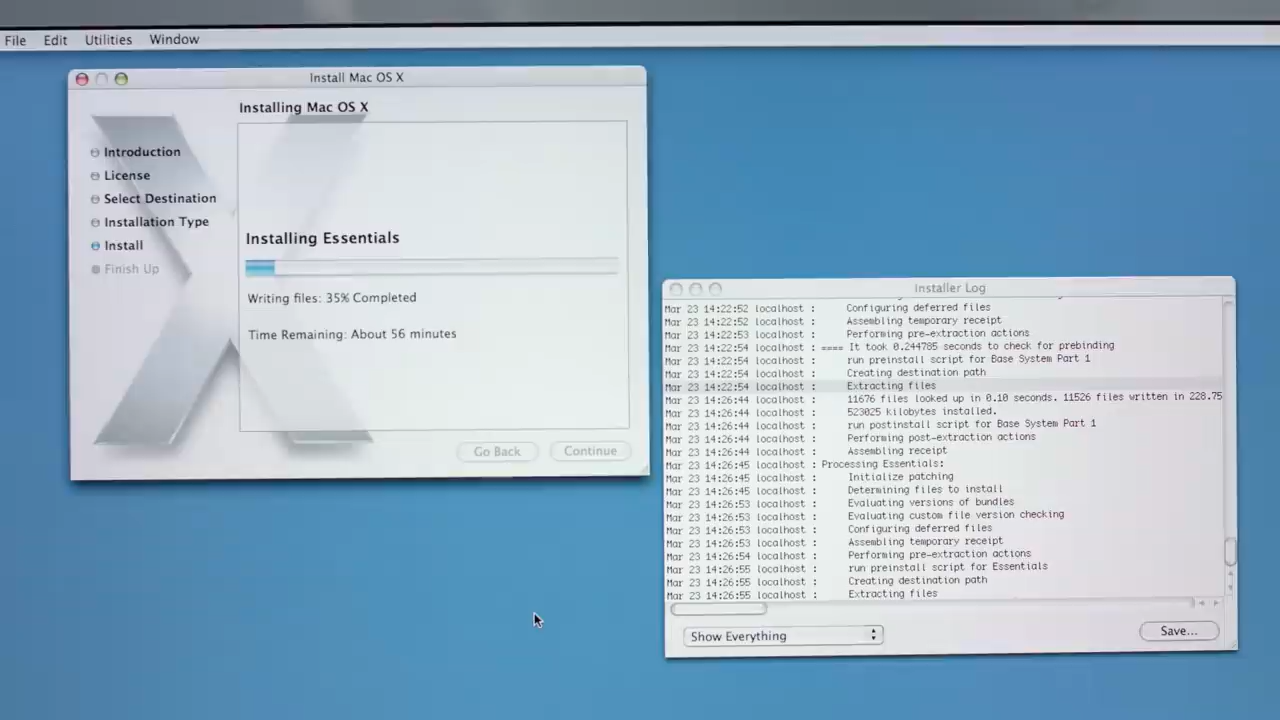 File Edit Utilities Window
Install Mac OS X
Installing Mac OS X
Introduction
License
Select Destination
Installation Type
Install
Finish Up
Installing Essentials
Writing files: 35% Completed
Time Remaining: About 56 minutes
Go Back Continue
Installer Log
Mar 23 14:22:52 localhost : Configuring deferred files
Mar 23 14:22:52 localhost : Assembling temporary receipt
Mar 23 14:22:53 localhost : Performing pre-extraction actions
Mar 23 14:22:54 localhost : ==== It took 0.244785 seconds to check for prebinding
Mar 23 14:22:54 localhost : run preinstall script for Base System Part 1
Mar 23 14:22:54 localhost : Creating destination path
Mar 23 14:22:54 localhost : Extracting files
Mar 23 14:26:44 localhost : 11676 files looked up in 0.10 seconds. 11526 files written in 228.75
Mar 23 14:26:44 localhost : 523025 kilobytes installed.
Mar 23 14:26:44 localhost : run postinstall script for Base System Part 1
Mar 23 14:26:44 localhost : Performing post-extraction actions
Mar 23 14:26:44 localhost : Assembling receipt
Mar 23 14:26:45 localhost : Processing Essentials:
Mar 23 14:26:45 localhost : Initialize patching
Mar 23 14:26:45 localhost : Determining files to install
Mar 23 14:26:53 localhost : Evaluating versions of bundles
Mar 23 14:26:53 localhost : Evaluating custom file version checking
Mar 23 14:26:53 localhost : Configuring deferred files
Mar 23 14:26:53 localhost : Assembling temporary receipt
Mar 23 14:26:54 localhost : Performing pre-extraction actions
Mar 23 14:26:55 localhost : run preinstall script for Essentials
Mar 23 14:26:55 localhost : Creating destination path
Mar 23 14:26:55 localhost : Extracting files
Show Everything
Save...